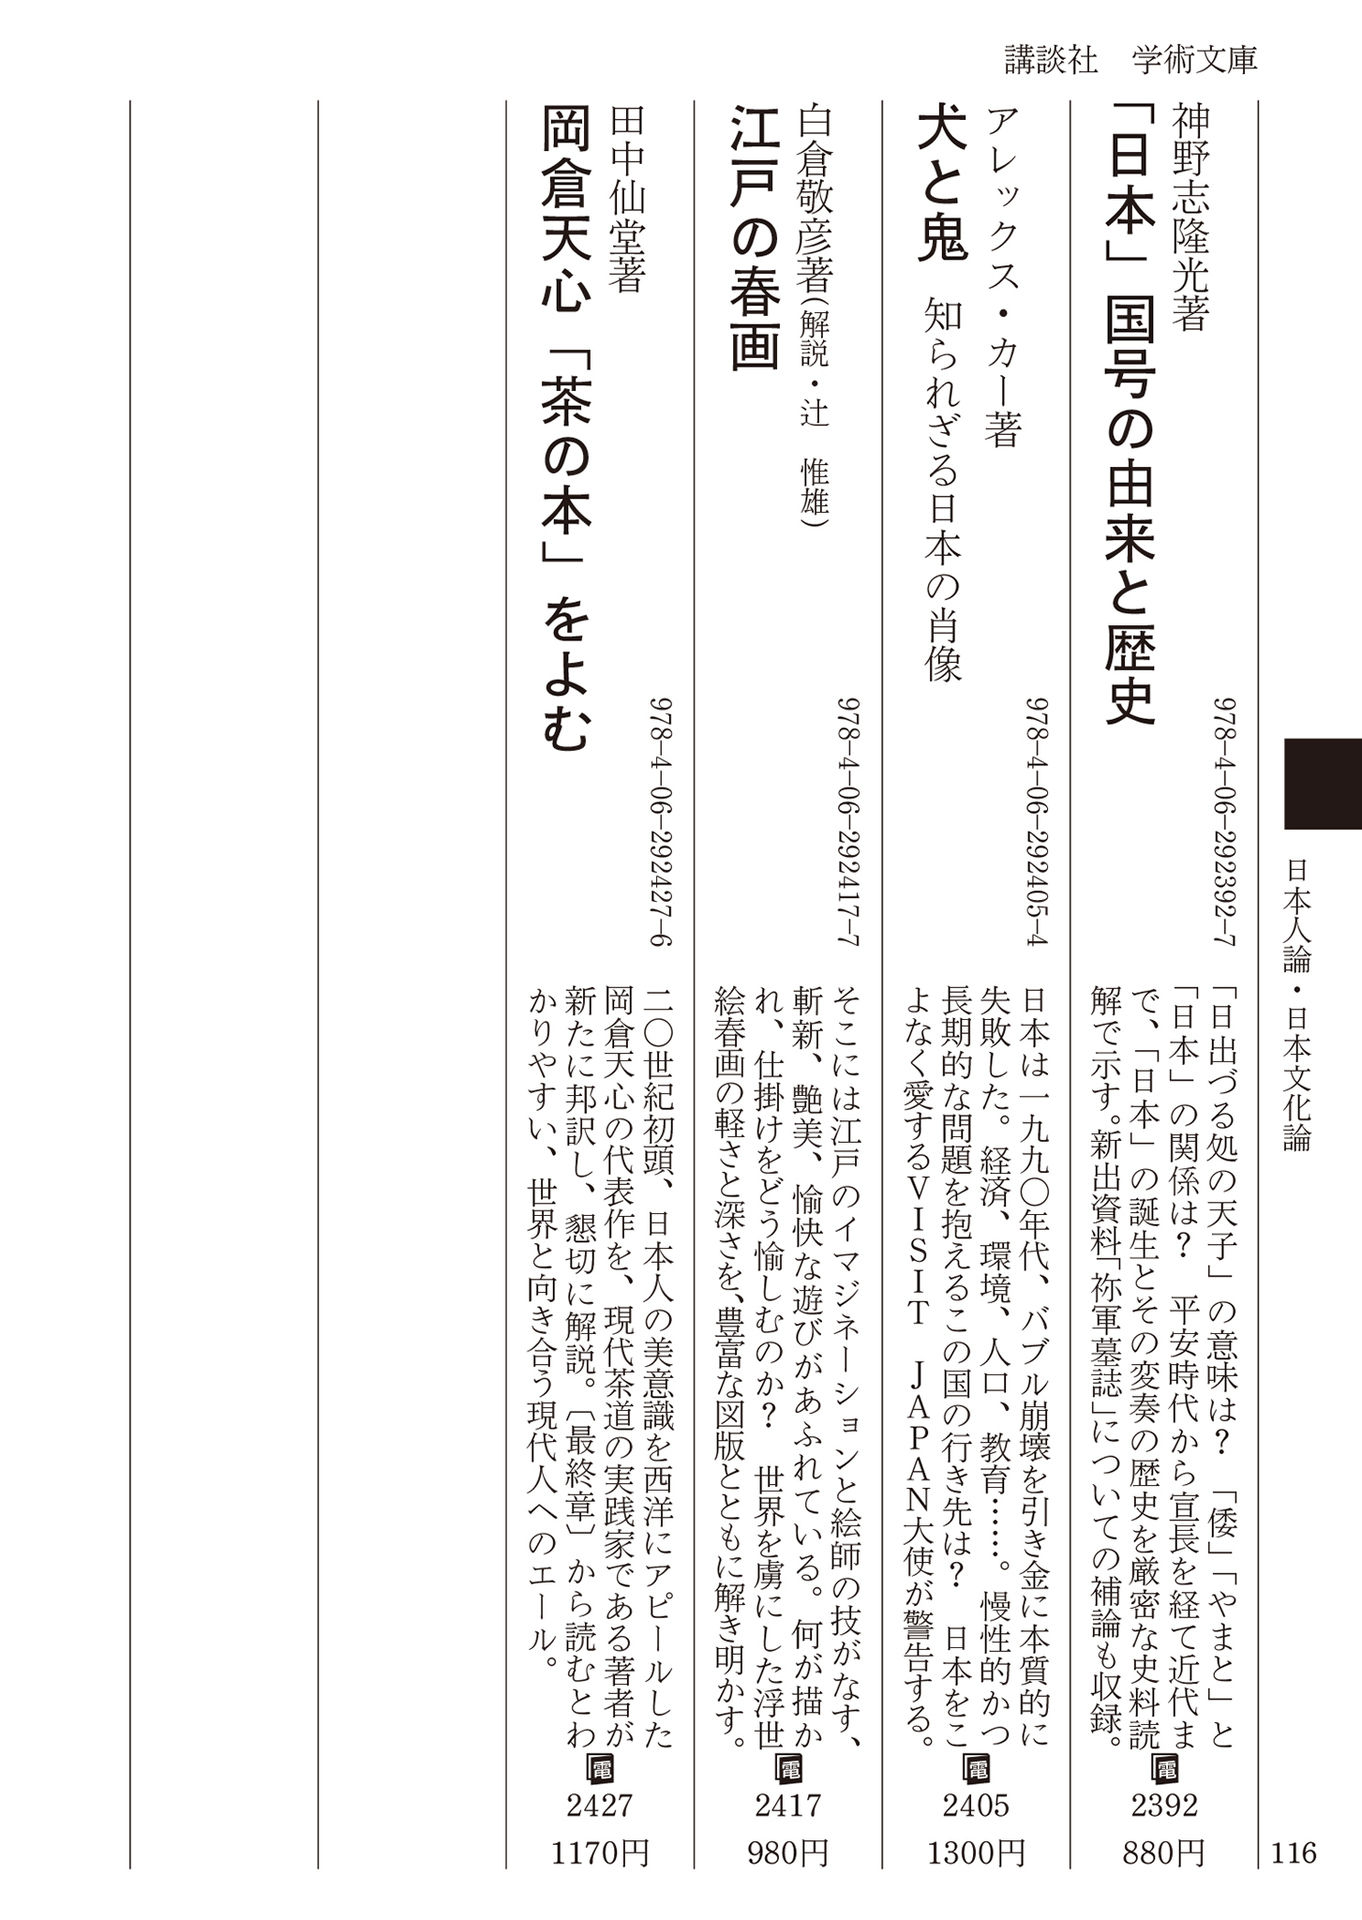 講談社　学術文庫
日本人論・日本文化論
116
神野志隆光著
「日本」国号の由来と歴史
978-4-06-292392-7
「日出づる処の天子」の意味は？　「倭」「やまと」と
「日本」の関係は？　平安時代から宣長を経て近代ま
で、「日本」の誕生とその変奏の歴史を厳密な史料読
解で示す。新出資料「祢軍墓誌」についての補論も収録。
電
2392
880円
アレックス・カー著
犬と鬼　知られざる日本の肖像
978-4-06-292405-4
日本は一九九〇年代、バブル崩壊を引き金に本質的に
失敗した。経済、環境、人口、教育……。慢性的かつ
長期的な問題を抱えるこの国の行き先は？　日本をこ
よなく愛するＶＩＳＩＴ　ＪＡＰＡＮ大使が警告する。
電
2405
1300円
白倉敬彦著（解説・辻　惟雄）
江戸の春画
978-4-06-292417-7
そこには江戸のイマジネーションと絵師の技がなす、
斬新、艶美、愉快な遊びがあふれている。何が描か
れ、仕掛けをどう愉しむのか？　世界を虜にした浮世
絵春画の軽さと深さを、豊富な図版とともに解き明かす。
電
2417
980円
田中仙堂著
岡倉天心「茶の本」をよむ
978-4-06-292427-6
二〇世紀初頭、日本人の美意識を西洋にアピールした
岡倉天心の代表作を、現代茶道の実践家である著者が
新たに邦訳し、懇切に解説。〔最終章〕から読むとわ
かりやすい、世界と向き合う現代人へのエール。
電
2427
1170円